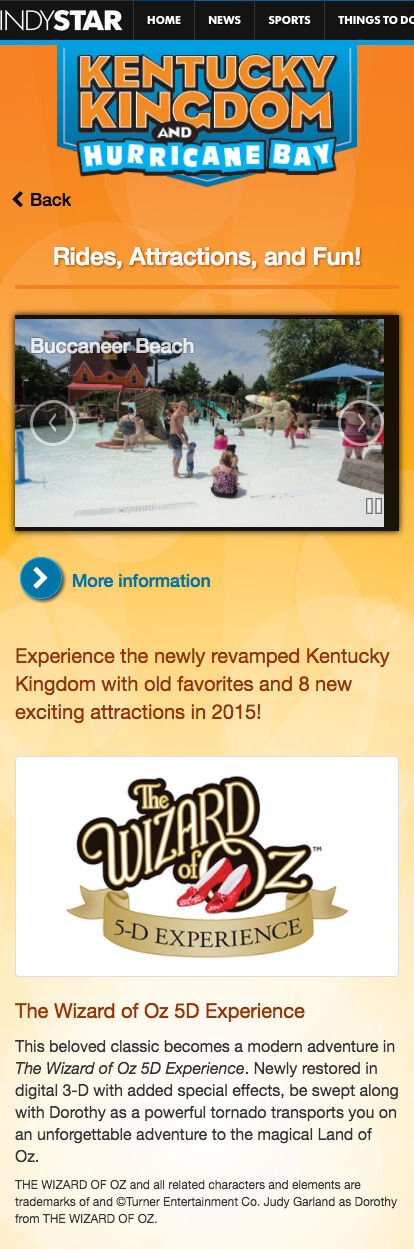 INDYSTAR HOME NEWS SPORTS THINGS TO DO
KENTUCKY
KINGDOM
AND
HURRICANE BAY
Back
Rides, Attractions, and Fun!
Buccaneer Beach
More information
Experience the newly revamped Kentucky
Kingdom with old favorites and 8 new
exciting attractions in 2015!
The
WIZARD
of OZ™
5-D EXPERIENCE
The Wizard of Oz 5D Experience
This beloved classic becomes a modern adventure in
The Wizard of Oz 5D Experience. Newly restored in
digital 3-D with added special effects, be swept along
with Dorothy as a powerful tornado transports you on
an unforgettable adventure to the magical Land of
Oz.
THE WIZARD OF OZ and all related characters and elements are
trademarks of and ©Turner Entertainment Co. Judy Garland as Dorothy
from THE WIZARD OF OZ.